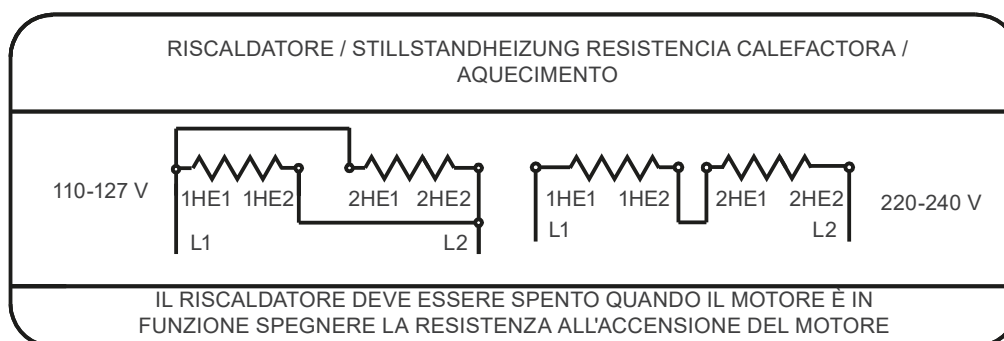 RISCALDATORE / STILLSTANDHEIZUNG RESISTENCIA CALEFACTORA /
AQUECIMENTO
110-127 V
1HE1 1HE2 2HE1 2HE2
L1 L2
1HE1 1HE2 2HE1 2HE2
L1 L2
220-240 V
IL RISCALDATORE DEVE ESSERE SPENTO QUANDO IL MOTORE È IN
FUNZIONE SPEGNERE LA RESISTENZA ALL'ACCENSIONE DEL MOTORE